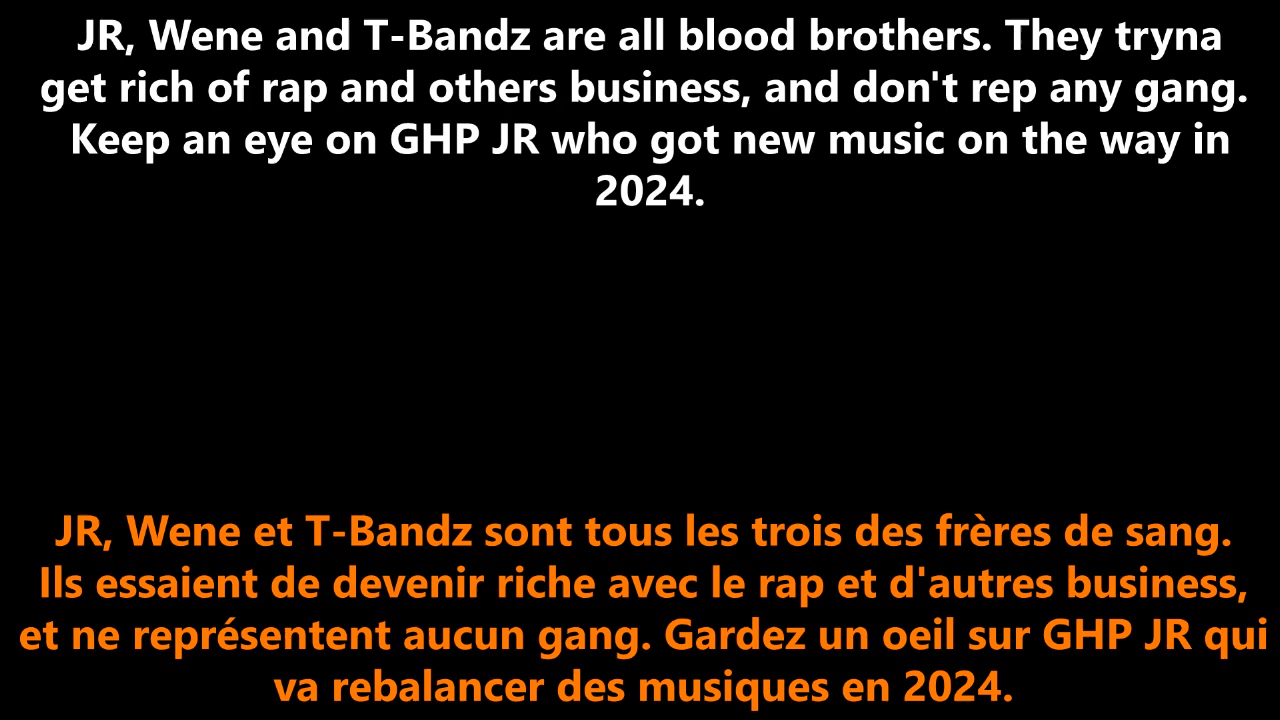 JR, Wene and T-Bandz are all blood brothers. They tryna
get rich of rap and others business, and don't rep any gang.
Keep an eye on GHP JR who got new music on the way in
2024.
JR, Wene et T-Bandz sont tous les trois des frères de sang.
Ils essaient de devenir riche avec le rap et d'autres business,
et ne représentent aucun gang. Gardez un oeil sur GHP JR qui
va rebalancer des musiques en 2024.